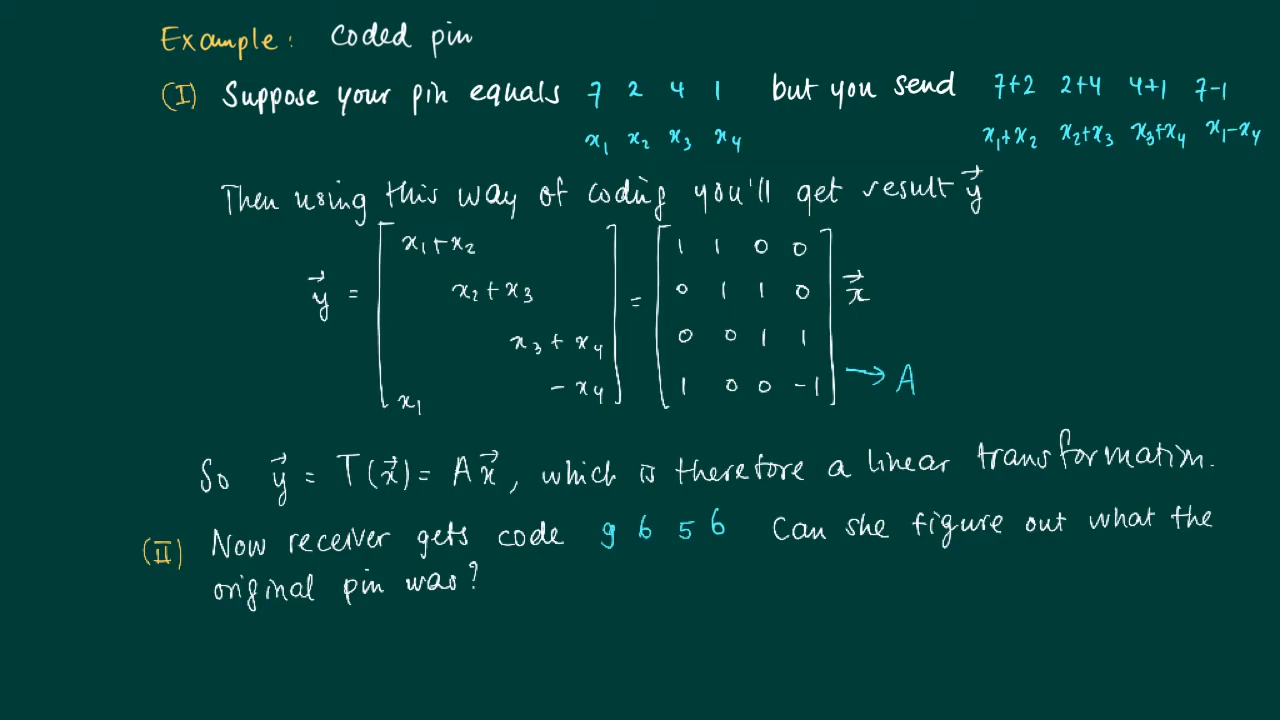 Example: Coded pin
(I) Suppose your pin equals 7 2 4 1 but you send 7+2 2+4 4+1 7-1
x₁ x₂ x₃ x₄ x₁+x₂ x₂+x₃ x₃+x₄ x₁-x₄
Then using this way of coding you'll get result y⃗
x₁+x₂ 1 1 0 0
y⃗ = x₂+x₃ = 0 1 1 0 x⃗
x₃+x₄ 0 0 1 1
x₁ -x₄ 1 0 0 -1 → A
So y⃗ = T(x⃗) = Ax⃗, which is therefore a linear transformation.
(II) Now receiver gets code 9 6 5 6 Can she figure out what the
original pin was?